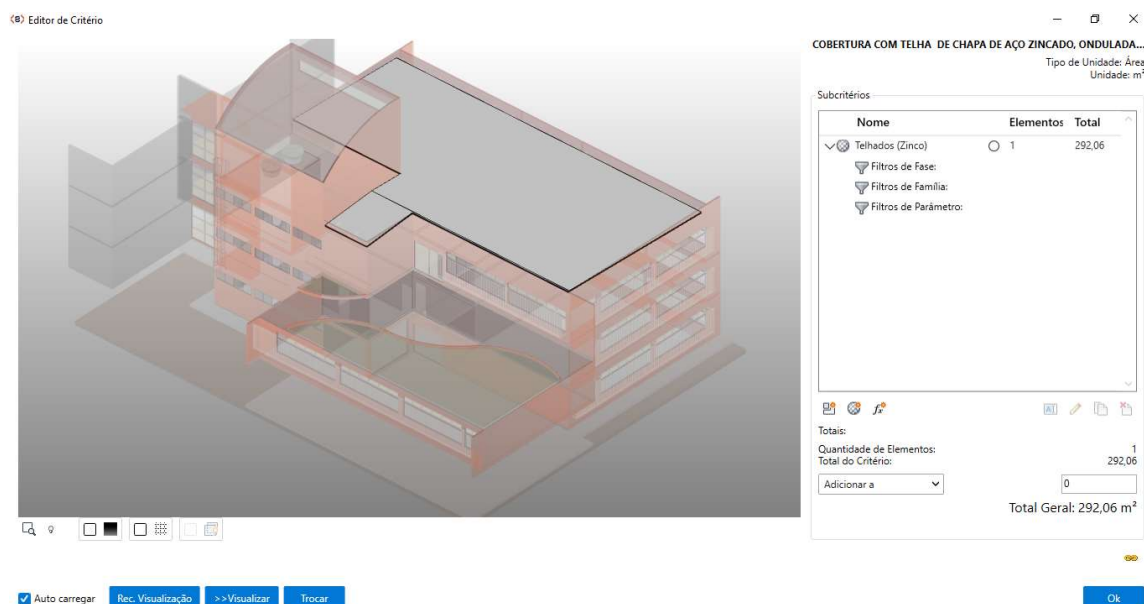 Editor de Critério
COBERTURA COM TELHA DE CHAPA DE AÇO ZINCADO, ONDULADA...
Tipo de Unidade: Área
Unidade: m²
Subcritérios
Nome Elementos Total
Telhados (Zinco) 1 292,06
Filtros de Fase:
Filtros de Família:
Filtros de Parâmetro:
Totais:
Quantidade de Elementos: 1
Total do Critério: 292,06
Adicionar a 0
Total Geral: 292,06 m²
Auto carregar Rec. Visualização >>Visualizar Trocar Ok